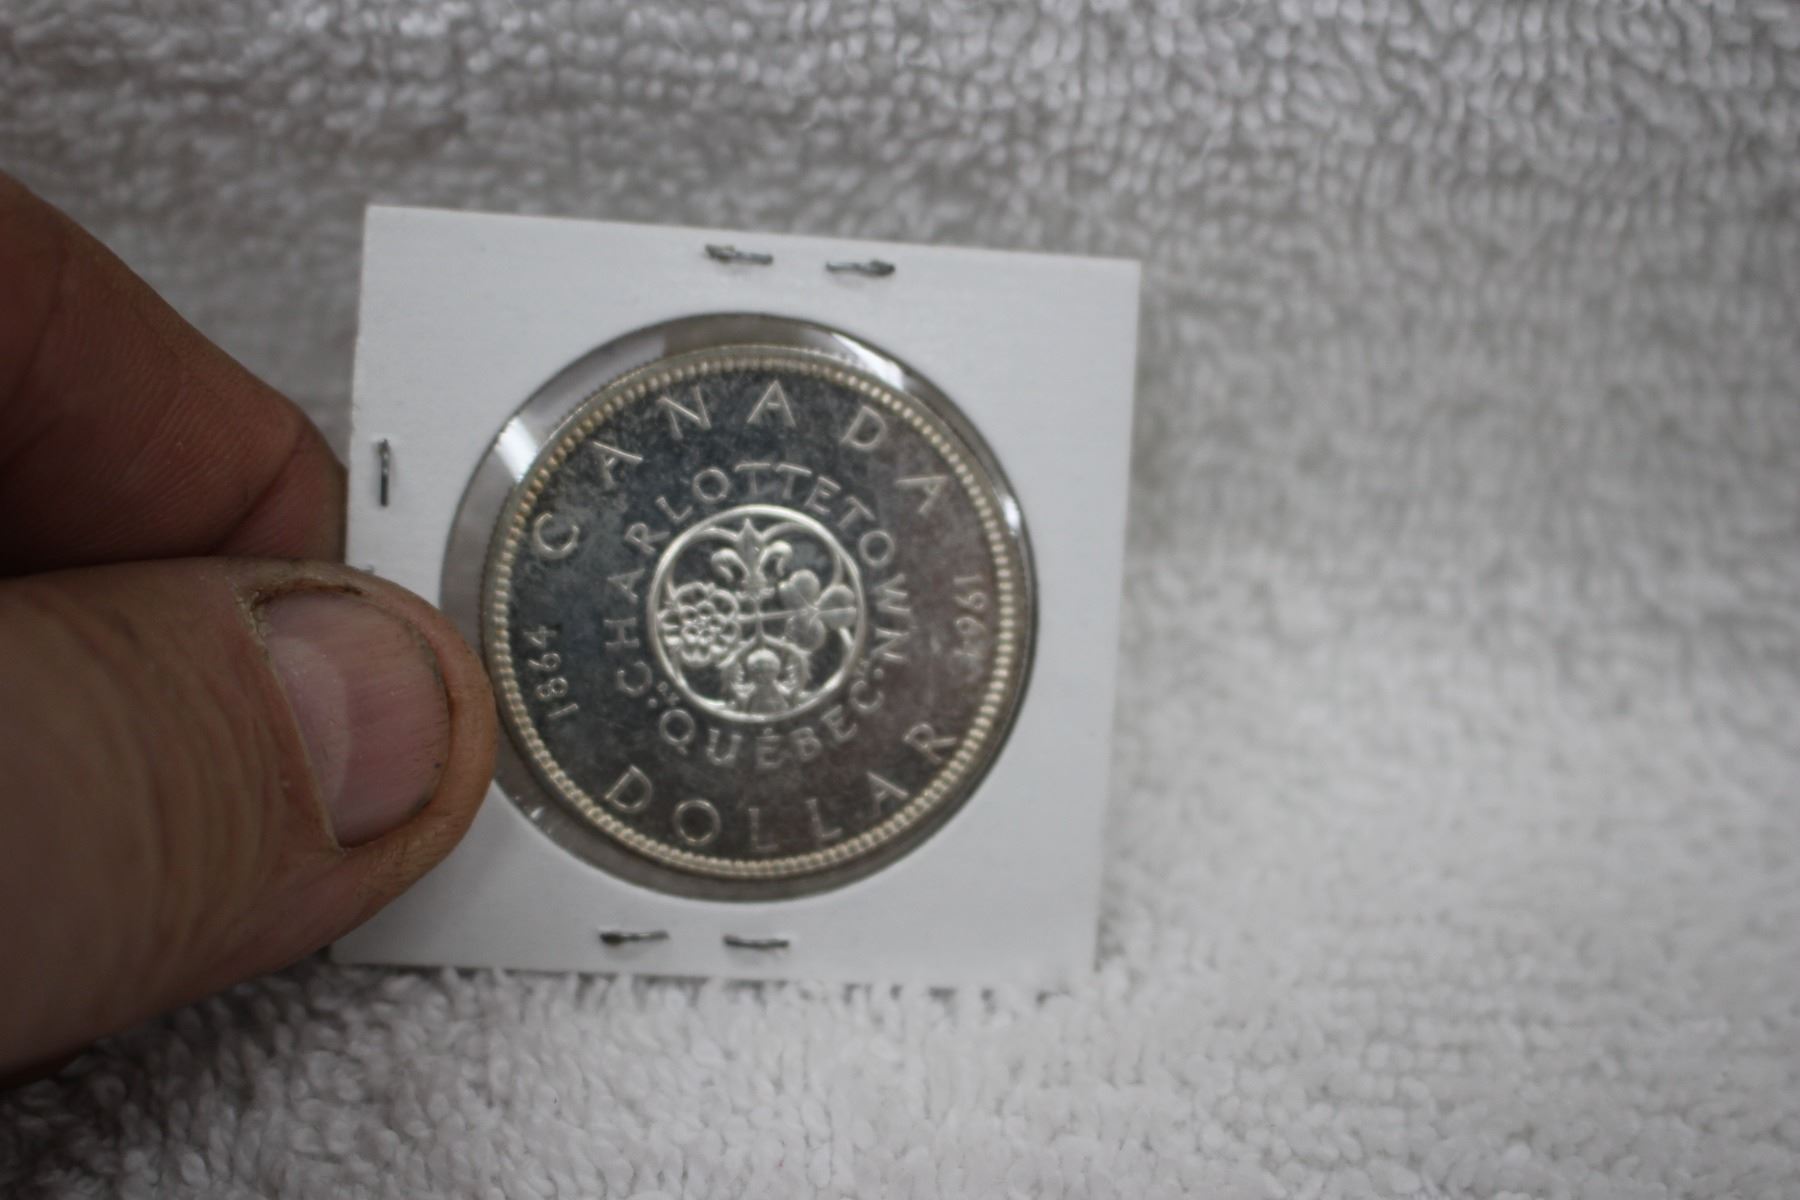 CANADA
CHARLOTTETOWN
1864
1964
QUÉBEC
DOLLAR